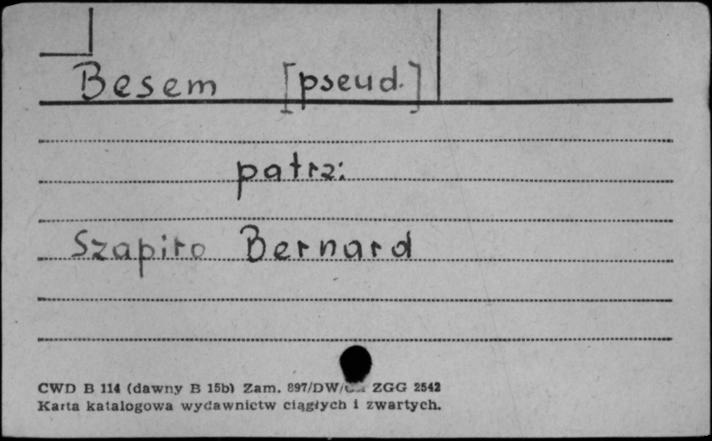 Besem [pseud.]
patrz:
Szapiro Bernard
CWD B 114 (dawny B 15b) Zam. 897/DW/ ZGG 2542
Karta katalogowa wydawnictw ciągłych i zwartych.